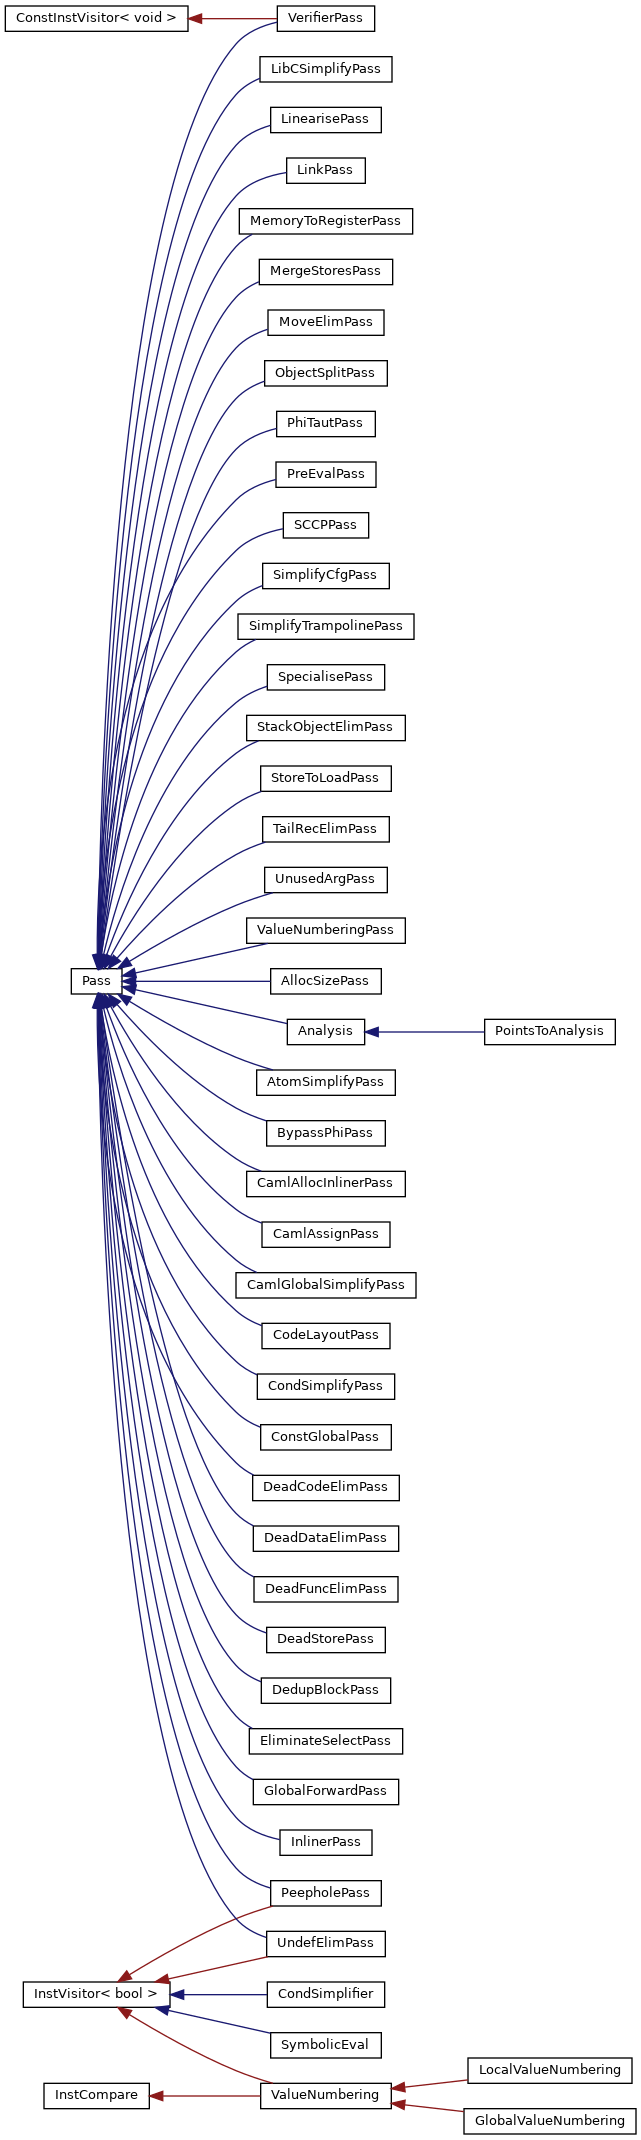 ConstInstVisitor< void >
VerifierPass
LibCSimplifyPass
LinearisePass
LinkPass
MemoryToRegisterPass
MergeStoresPass
MoveElimPass
ObjectSplitPass
PhiTautPass
PreEvalPass
SCCPPass
SimplifyCfgPass
SimplifyTrampolinePass
SpecialisePass
StackObjectElimPass
StoreToLoadPass
TailRecElimPass
UnusedArgPass
ValueNumberingPass
Pass
AllocSizePass
Analysis
PointsToAnalysis
AtomSimplifyPass
BypassPhiPass
CamlAllocInlinerPass
CamlAssignPass
CamlGlobalSimplifyPass
CodeLayoutPass
CondSimplifyPass
ConstGlobalPass
DeadCodeElimPass
DeadDataElimPass
DeadFuncElimPass
DeadStorePass
DedupBlockPass
EliminateSelectPass
GlobalForwardPass
InlinerPass
PeepholePass
UndefElimPass
InstVisitor< bool >
CondSimplifier
SymbolicEval
LocalValueNumbering
InstCompare
ValueNumbering
GlobalValueNumbering